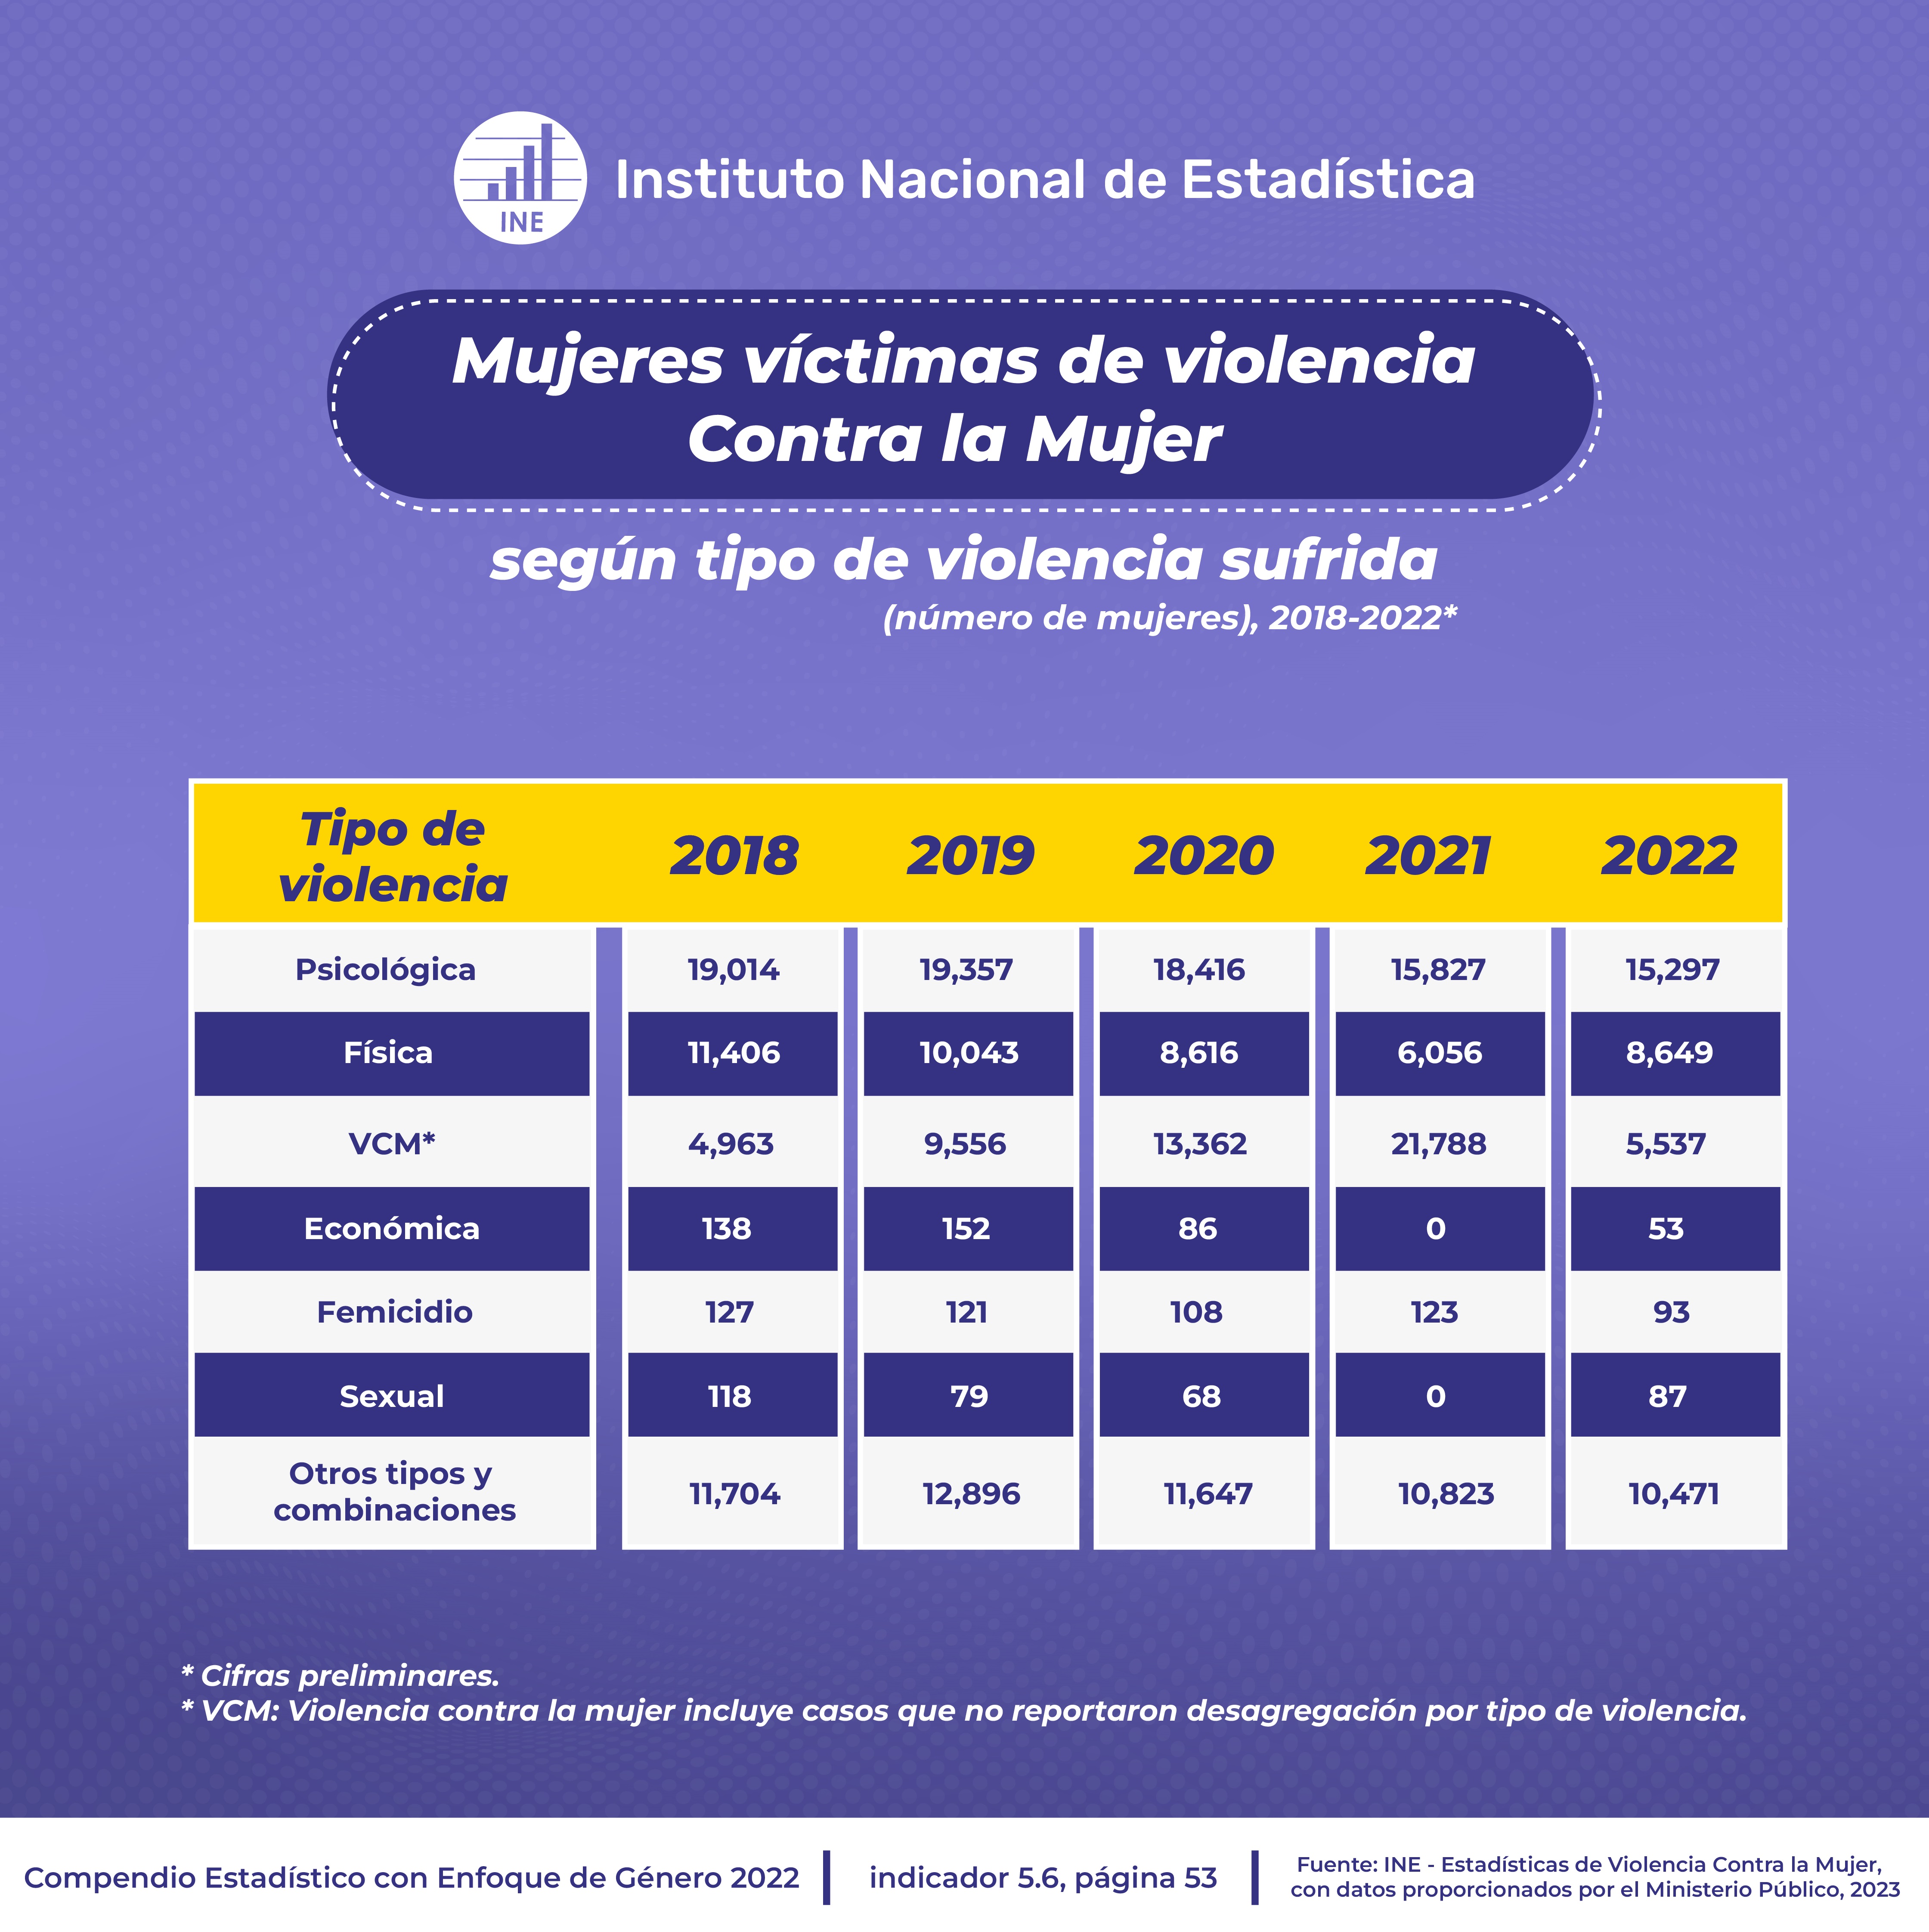 INE
Instituto Nacional de Estadística
Mujeres víctimas de violencia
Contra la Mujer
según tipo de violencia sufrida
(número de mujeres), 2018-2022*
Tipo de
violencia
2018 2019 2020 2021 2022
Psicológica 19,014 19,357 18,416 15,827 15,297
Física 11,406 10,043 8,616 6,056 8,649
VCM* 4,963 9,556 13,362 21,788 5,537
Económica 138 152 86 0 53
Femicidio 127 121 108 123 93
Sexual 118 79 68 0 87
Otros tipos y
combinaciones
11,704 12,896 11,647 10,823 10,471
* Cifras preliminares.
* VCM: Violencia contra la mujer incluye casos que no reportaron desagregación por tipo de violencia.
Compendio Estadístico con Enfoque de Género 2022
indicador 5.6, página 53
Fuente: INE - Estadísticas de Violencia Contra la Mujer,
con datos proporcionados por el Ministerio Público, 2023